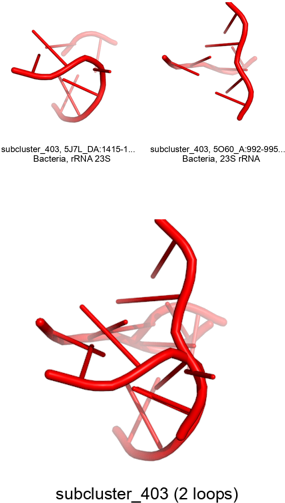 subcluster_403, 5J7L_DA:1415-1...
Bacteria, rRNA 23S
subcluster_403, 5O60_A:992-995...
Bacteria, 23S rRNA
subcluster_403 (2 loops)